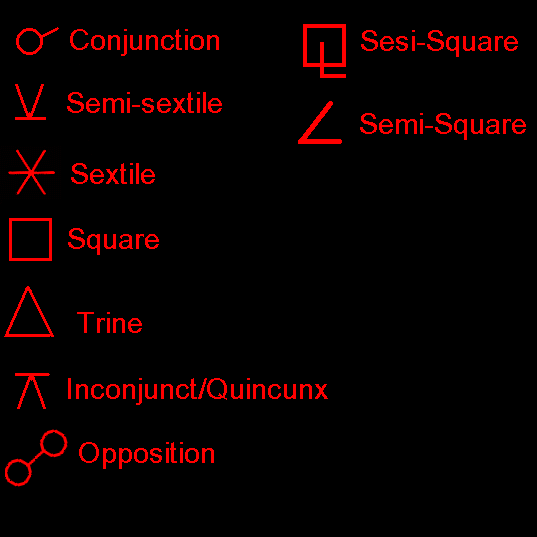 Conjunction
Semi-sextile
Sextile
Square
Trine
Inconjunct/Quincunx
Opposition
Sesi-Square
Semi-Square